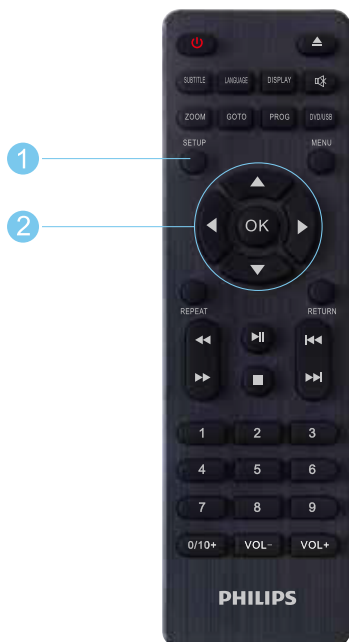 SUBTITLE LANGUAGE DISPLAY
ZOOM GOTO PROG DVD/USB
SETUP MENU
1
2
OK
REPEAT RETURN
1 2 3
4 5 6
7 8 9
0/10+ VOL- VOL+
PHILIPS